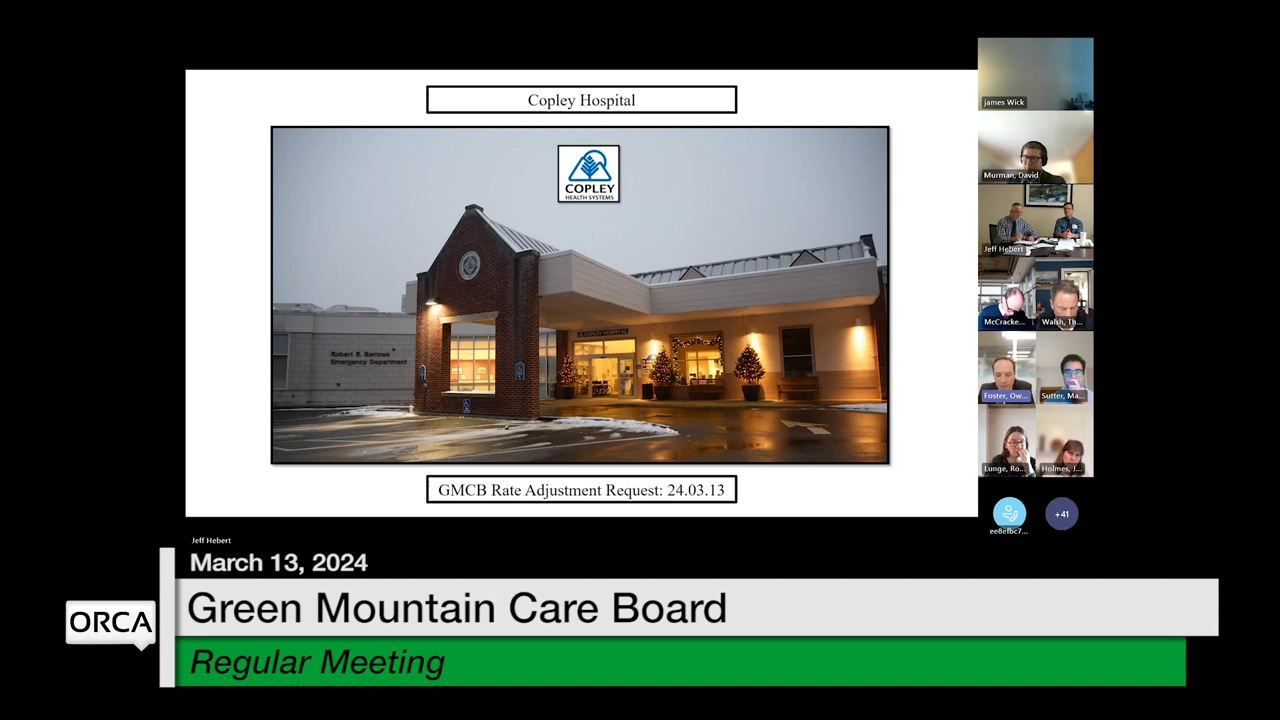 Copley Hospital
COPLEY
HEALTH SYSTEMS
COPLEY HOSPITAL
Robert S. Barrows
Emergency Department
GMCB Rate Adjustment Request: 24.03.13
james Wick
Murman, David
Jeff Hebert
McCracke...
Walsh, Th...
Foster, Ow...
Sutter, Ma...
Lunge, Ro...
Holmes, J...
ee8efbc7...
+41
Jeff Hebert
March 13, 2024
ORCA
Green Mountain Care Board
Regular Meeting